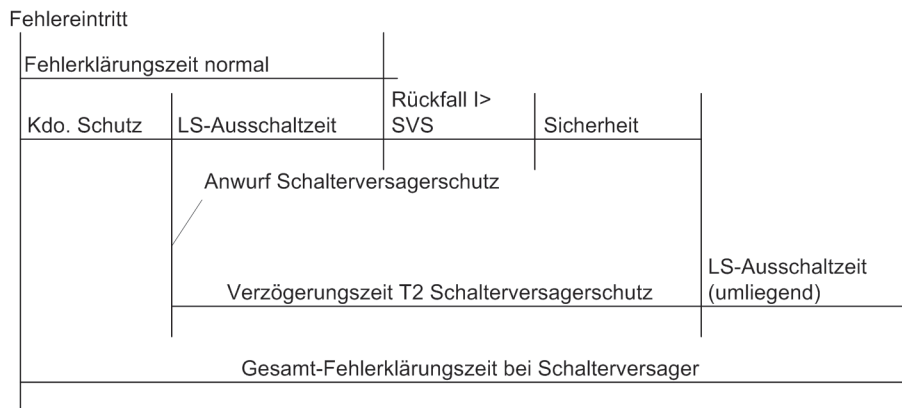 Fehlereintritt
Fehlerklärungszeit normal
Kdo. Schutz
LS-Ausschaltzeit
Rückfall I>
SVS
Sicherheit
Anwurf Schalterversagerschutz
Verzögerungszeit T2 Schalterversagerschutz
LS-Ausschaltzeit
(umliegend)
Gesamt-Fehlerklärungszeit bei Schalterversager